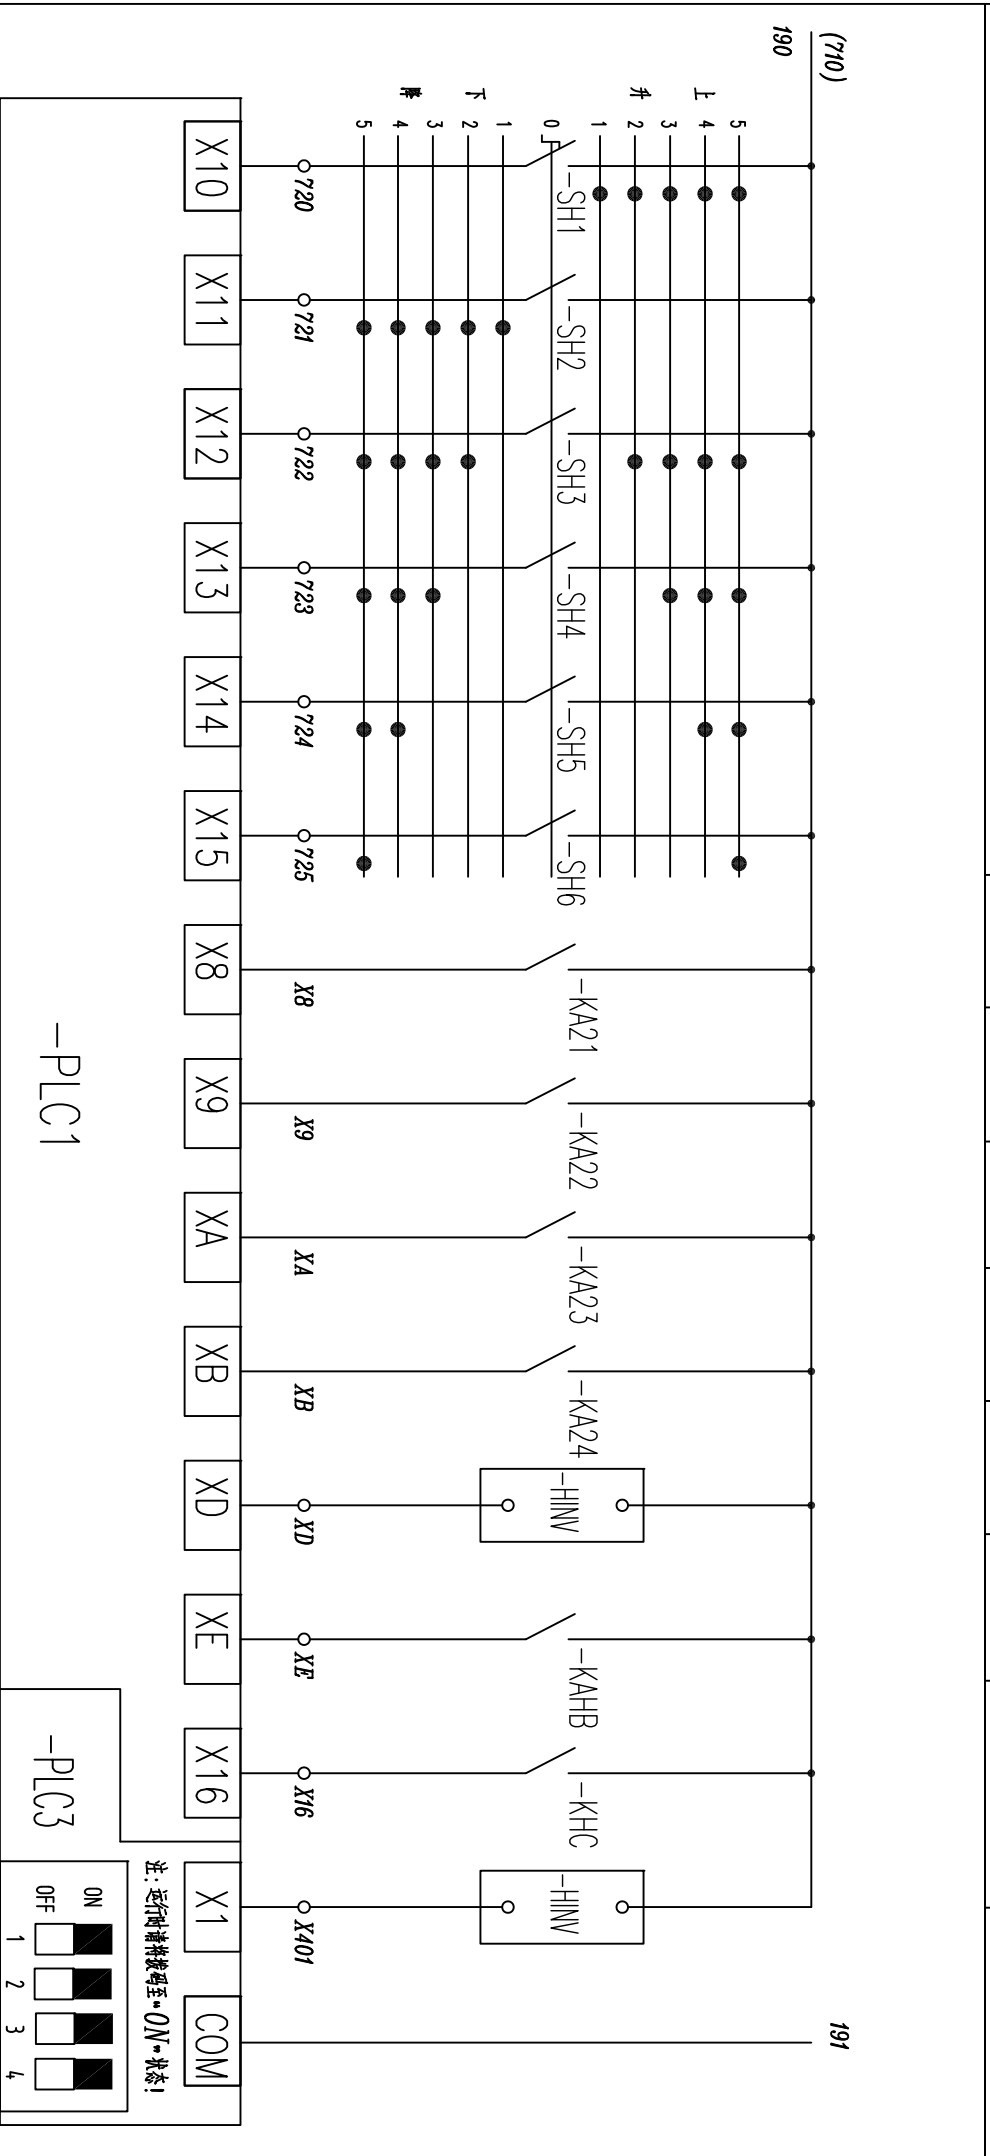 190
(710)
191
上
升
下
降
5
4
3
2
1
0
1
2
3
4
5
-SH1
-SH2
-SH3
-SH4
-SH5
-SH6
-KA21
-KA22
-KA23
-KA24
-HINV
-KAHB
-KHC
-HINV
720
721
722
723
724
725
X8
X9
XA
XB
XD
XE
X16
X401
X10
X11
X12
X13
X14
X15
X8
X9
XA
XB
XD
XE
X16
X1
COM
-PLC1
-PLC3
注:运行时请将拨码至"ON"状态!
ON
OFF
1 2 3 4